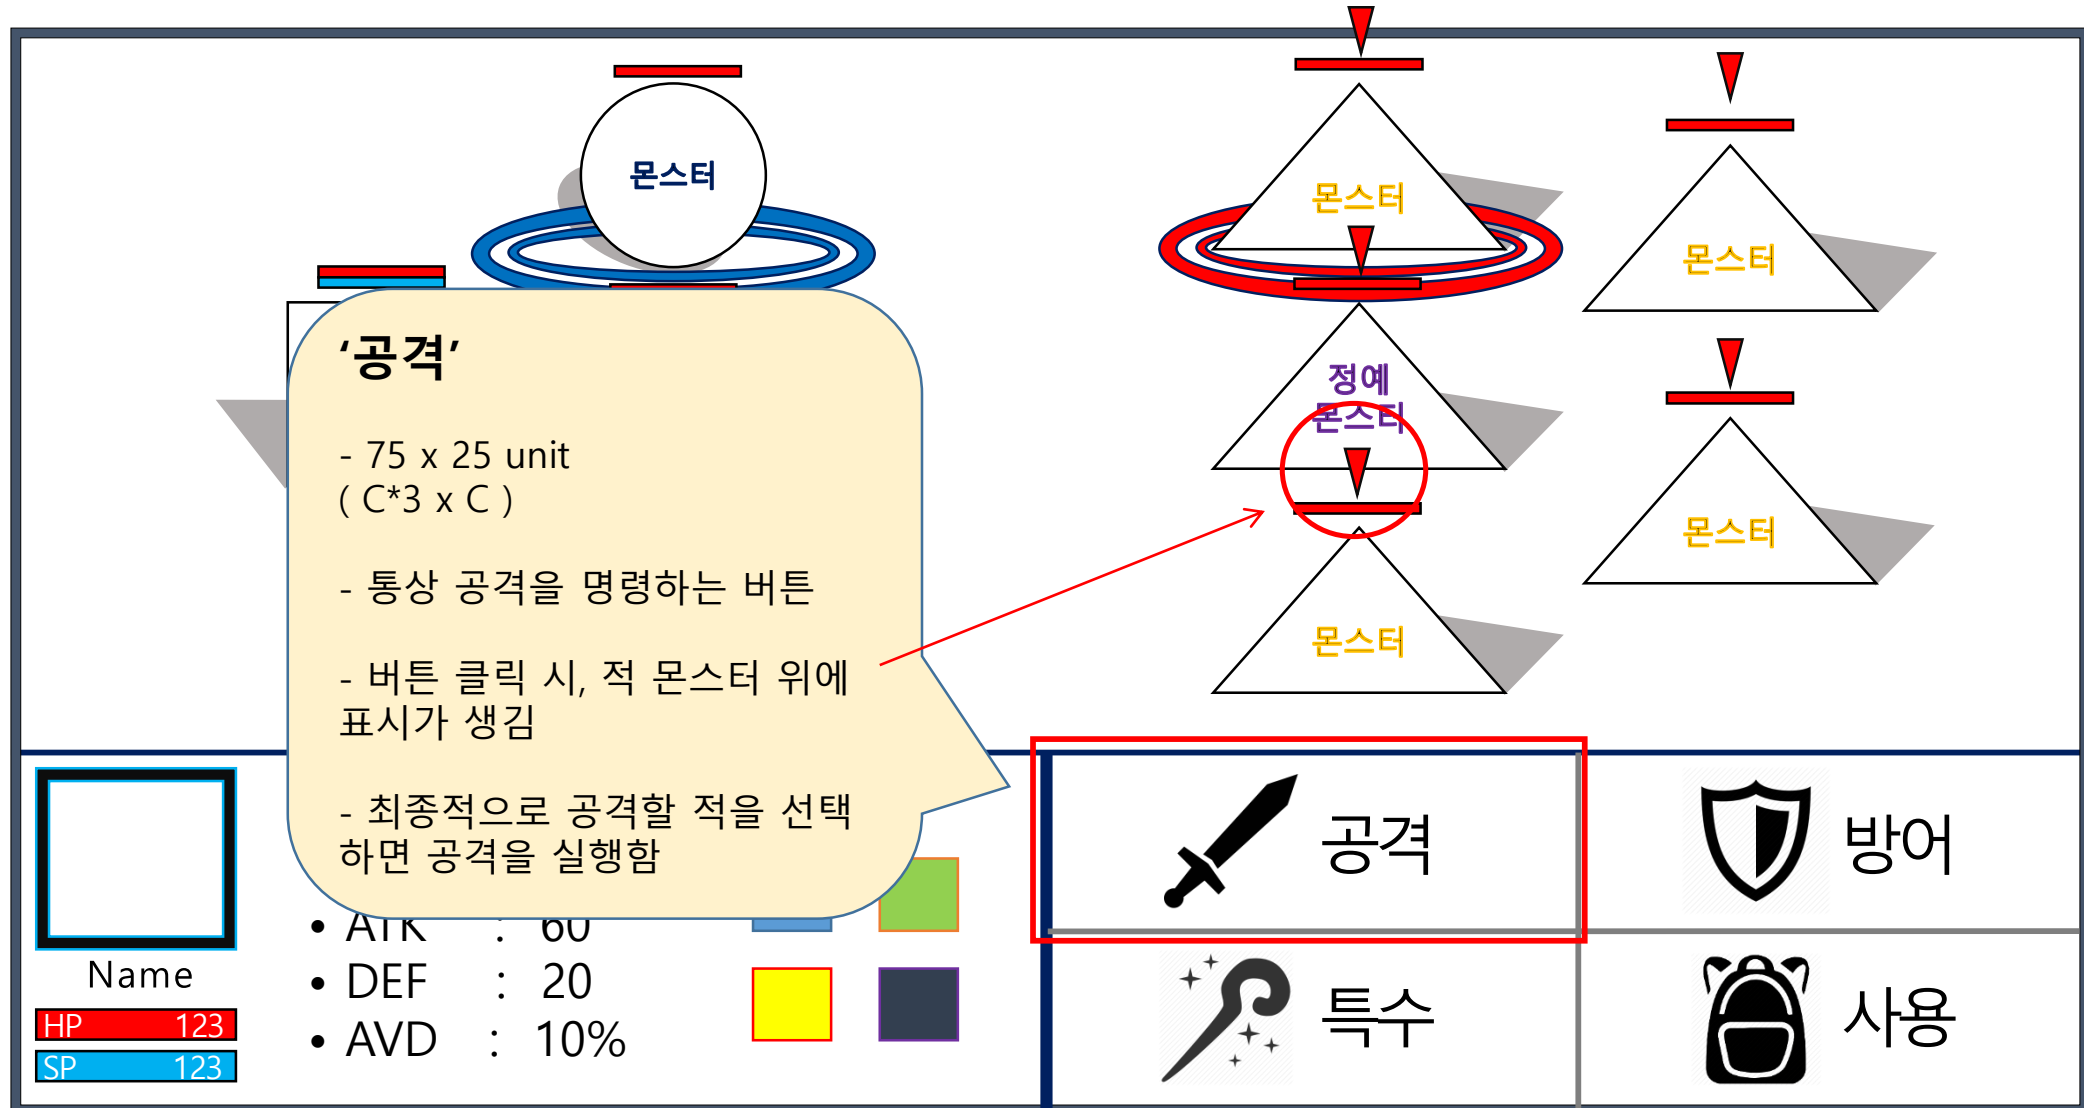 몬스터
몬스터
몬스터
정예
몬스터
몬스터
몬스터
‘공격’
- 75 x 25 unit
( C*3 x C )
- 통상 공격을 명령하는 버튼
- 버튼 클릭 시, 적 몬스터 위에
표시가 생김
- 최종적으로 공격할 적을 선택
하면 공격을 실행함
Name
HP 123
SP 123
• ATK : 60
• DEF : 20
• AVD : 10%
공격
방어
특수
사용